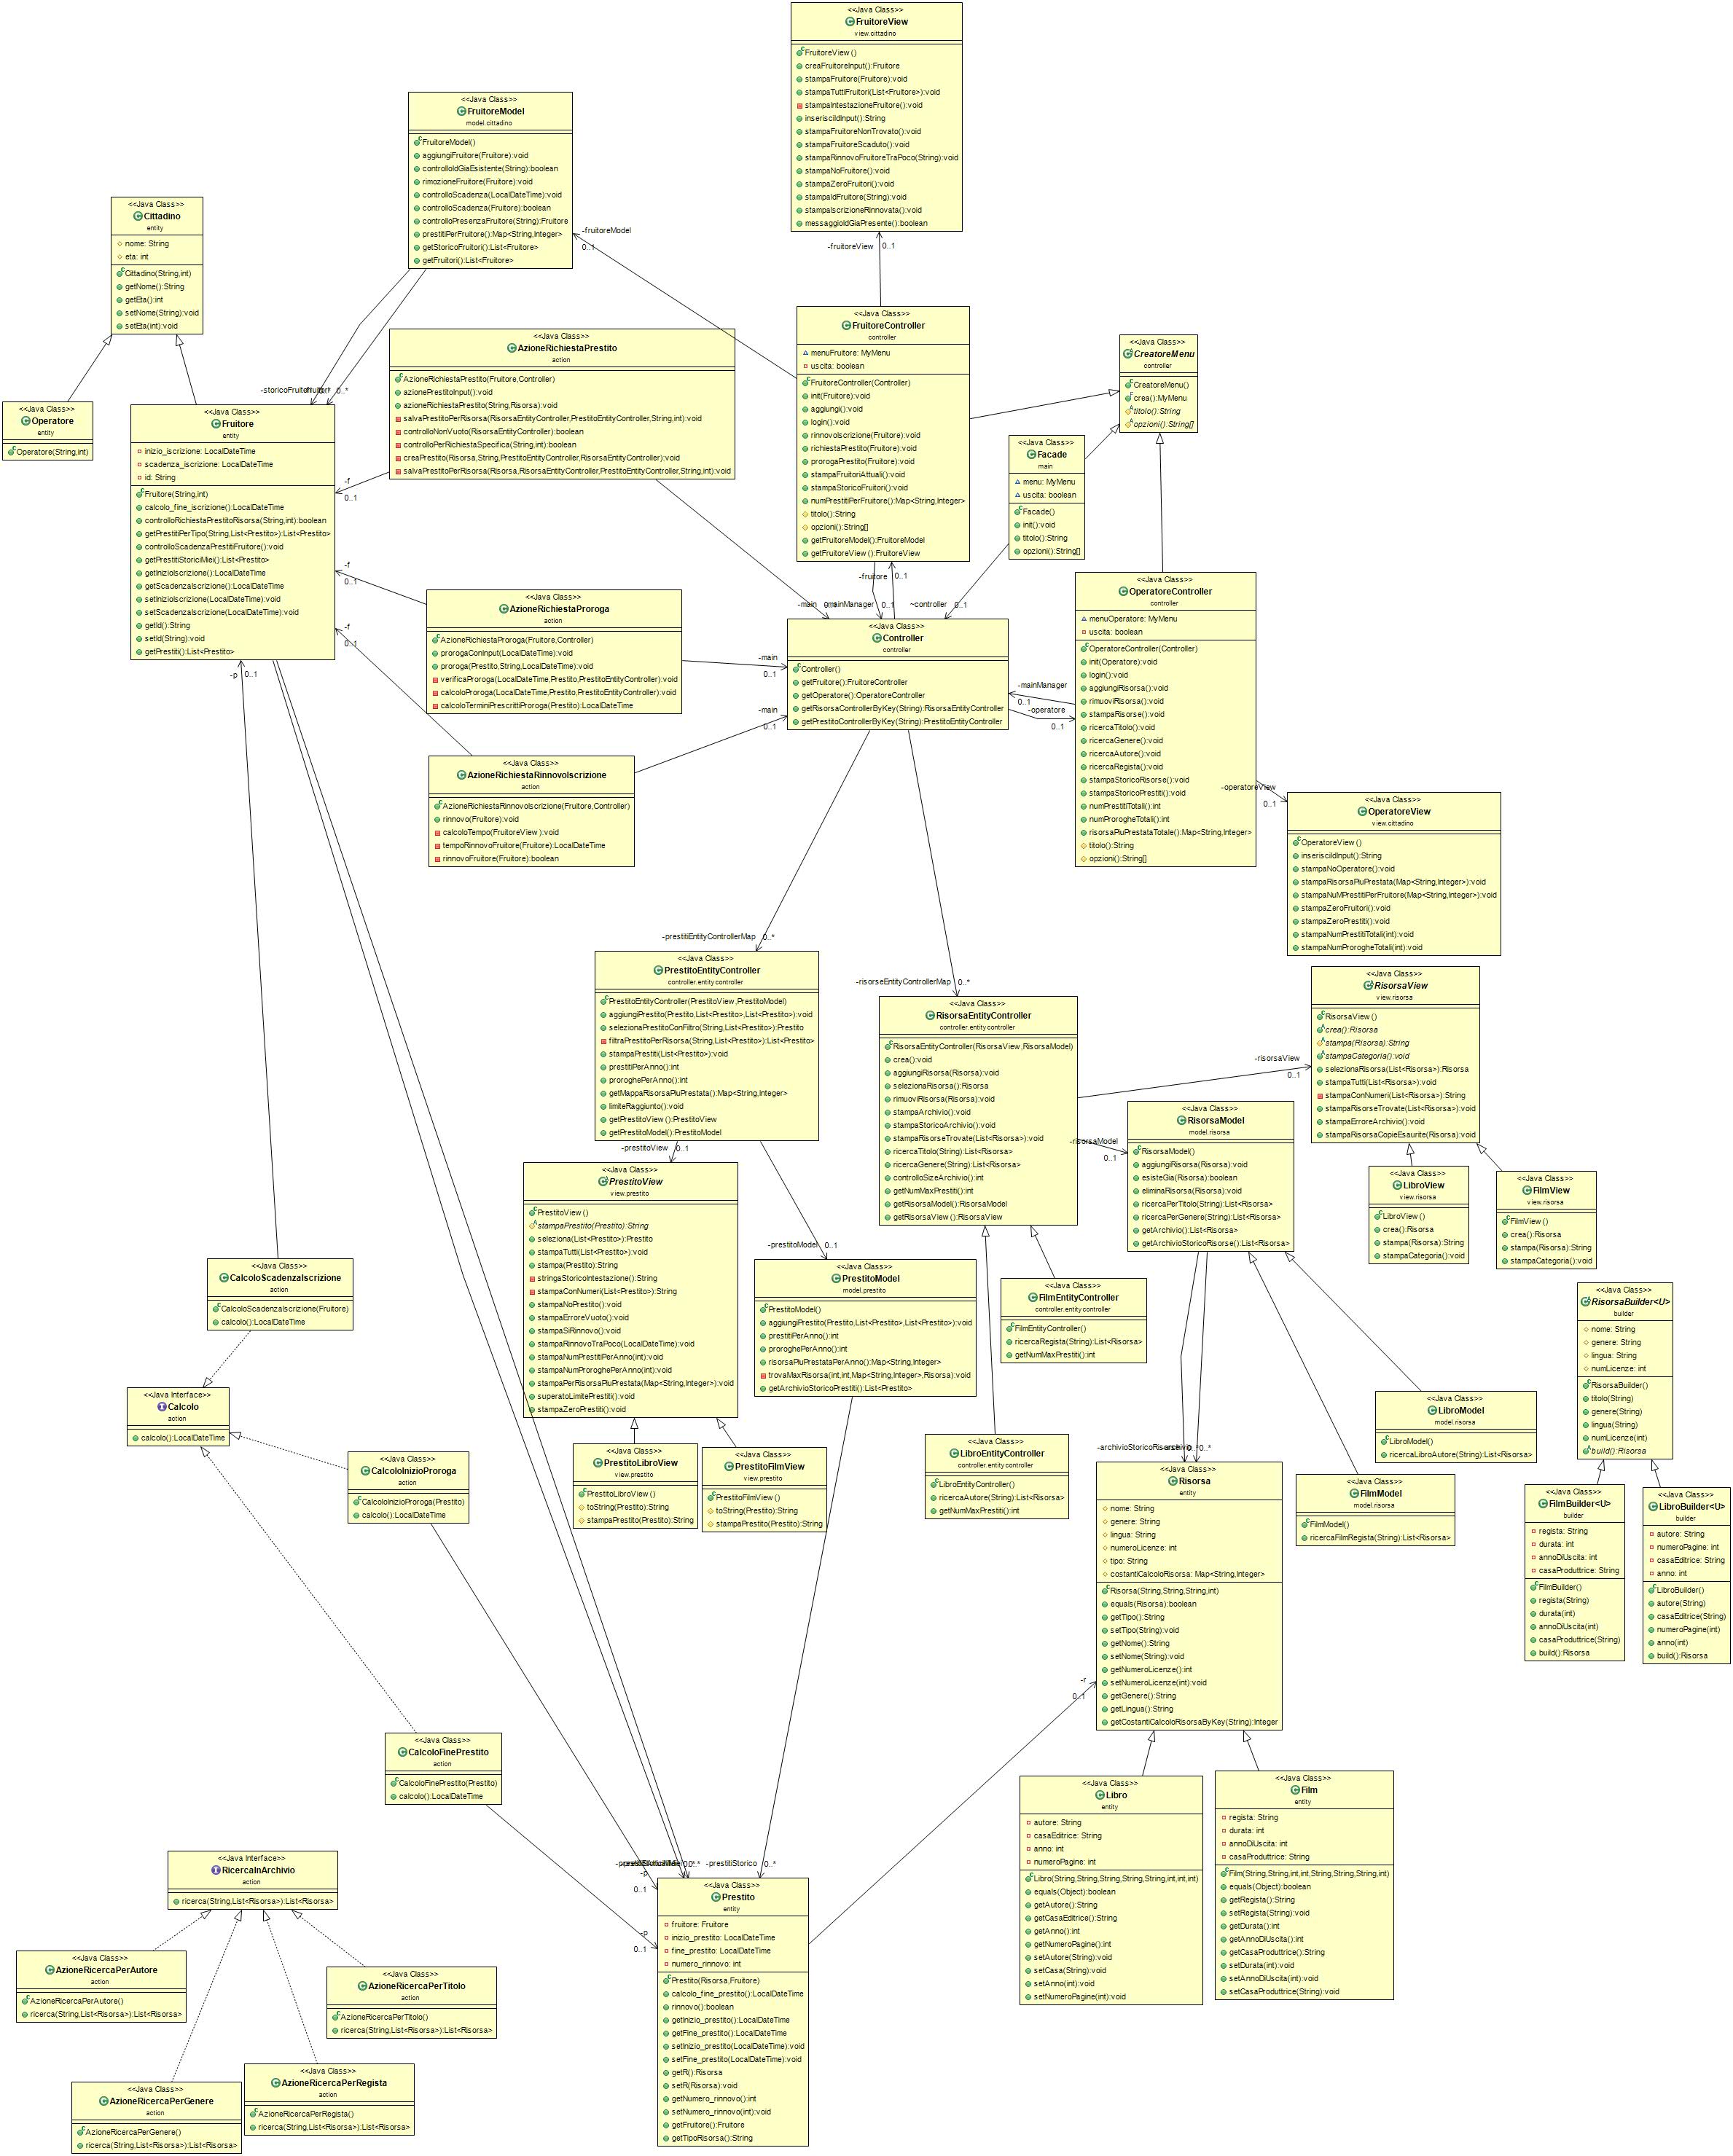 <<Java Class>>
FruitoreView
view.cittadino
FruitoreView ()
creaFruitoreInput():Fruitore
stampaFruitore(Fruitore):void
stampaTuttiFruitori(List<Fruitore>):void
stampaIntestazioneFruitore():void
inserisciIdInput():String
stampaFruitoreNonTrovato():void
stampaFruitoreScaduto():void
stampaRinnovoFruitoreTraPoco(String):void
stampaNoFruitore():void
stampaZeroFruitori():void
stampaIdFruitore(String):void
stampaIscrizioneRinnovata():void
messaggioIdGiaPresente():boolean
-fruitoreView
0..1
<<Java Class>>
FruitoreModel
model.cittadino
FruitoreModel()
aggiungiFruitore(Fruitore):void
controlloIdGiaEsistente(String):boolean
rimozioneFruitore(Fruitore):void
controlloScadenza(LocalDateTime):void
controlloScadenza(Fruitore):boolean
controlloPresenzaFruitore(String):Fruitore
prestitiPerFruitore():Map<String,Integer>
getStoricoFruitori():List<Fruitore>
getFruitori():List<Fruitore>
-fruitoreModel
0..1
<<Java Class>>
Cittadino
entity
nome: String
eta: int
Cittadino(String,int)
getNome():String
getEta():int
setNome(String):void
setEta(int):void
<<Java Class>>
Operatore
entity
Operatore(String,int)
0..*
<<Java Class>>
Fruitore
entity
inizio_iscrizione: LocalDateTime
scadenza_iscrizione: LocalDateTime
id: String
Fruitore(String,int)
calcolo_fine_iscrizione():LocalDateTime
controlloRichiestaPrestitoRisorsa(String,int):boolean
getPrestitiPerTipo(String,List<Prestito>):List<Prestito>
controlloScadenzaPrestitiFruitore():void
getPrestitiStoriciMiei():List<Prestito>
getInizioIscrizione():LocalDateTime
getScadenzaIscrizione():LocalDateTime
setInizioIscrizione(LocalDateTime):void
setScadenzaIscrizione(LocalDateTime):void
getId():String
setId(String):void
getPrestiti():List<Prestito>
<<Java Class>>
AzioneRichiestaPrestito
action
AzioneRichiestaPrestito(Fruitore,Controller)
azionePrestitoInput():void
azioneRichiestaPrestito(String,Risorsa):void
salvaPrestitoPerRisorsa(RisorsaEntityController,PrestitoEntityController,String,int):void
controlloNonVuoto(RisorsaEntityController):boolean
controlloPerRichiestaSpecifica(String,int):boolean
creaPrestito(Risorsa,String,PrestitoEntityController,RisorsaEntityController):void
salvaPrestitoPerRisorsa(Risorsa,RisorsaEntityController,PrestitoEntityController,String,int):void
-f
0..1
<<Java Class>>
FruitoreController
controller
menuFruitore: MyMenu
uscita: boolean
FruitoreController(Controller)
init(Fruitore):void
aggiungi():void
login():void
rinnovoIscrizione(Fruitore):void
richiestaPrestito(Fruitore):void
prorogaPrestito(Fruitore):void
stampaFruitoriAttuali():void
stampaStoricoFruitori():void
numPrestitiPerFruitore():Map<String,Integer>
titolo():String
opzioni():String[]
getFruitoreModel():FruitoreModel
getFruitoreView ():FruitoreView
<<Java Class>>
CreatoreMenu
controller
CreatoreMenu()
crea():MyMenu
titolo():String
opzioni():String[]
<<Java Class>>
Facade
main
menu: MyMenu
uscita: boolean
Facade()
init():void
titolo():String
opzioni():String[]
-fruitore
0..1
-main
0..1
~controller
0..1
<<Java Class>>
Controller
controller
Controller()
getFruitore():FruitoreController
getOperatore():OperatoreController
getRisorsaControllerByKey(String):RisorsaEntityController
getPrestitoControllerByKey(String):PrestitoEntityController
-mainManager
0..1
-operatore
0..1
<<Java Class>>
OperatoreController
controller
menuOperatore: MyMenu
uscita: boolean
OperatoreController(Controller)
init(Operatore):void
login():void
aggiungiRisorsa():void
rimuoviRisorsa():void
stampaRisorse():void
ricercaTitolo():void
ricercaGenere():void
ricercaAutore():void
ricercaRegista():void
stampaStoricoRisorse():void
stampaStoricoPrestiti():void
numPrestitiTotali():int
numProrogheTotali():int
risorsaPiuPrestataTotale():Map<String,Integer>
titolo():String
opzioni():String[]
-operatoreView
0..1
<<Java Class>>
OperatoreView
view.cittadino
OperatoreView ()
inserisciIdInput():String
stampaNoOperatore():void
stampaRisorsaPiuPrestata(Map<String,Integer>):void
stampaNuMPrestitiPerFruitore(Map<String,Integer>):void
stampaZeroFruitori():void
stampaZeroPrestiti():void
stampaNumPrestitiTotali(int):void
stampaNumProrogheTotali(int):void
-f
0..1
<<Java Class>>
AzioneRichiestaProroga
action
AzioneRichiestaProroga(Fruitore,Controller)
prorogaConInput(LocalDateTime):void
proroga(Prestito,String,LocalDateTime):void
verificaProroga(LocalDateTime,Prestito,PrestitoEntityController):void
calcoloProroga(LocalDateTime,Prestito,PrestitoEntityController):void
calcoloTerminiPrescrittiProroga(Prestito):LocalDateTime
-main
0..1
-f
0..1
<<Java Class>>
AzioneRichiestaRinnovoIscrizione
action
AzioneRichiestaRinnovoIscrizione(Fruitore,Controller)
rinnovo(Fruitore):void
calcoloTempo(FruitoreView ):void
tempoRinnovoFruitore(Fruitore):LocalDateTime
rinnovoFruitore(Fruitore):boolean
-main
0..1
-p
0..1
-prestitiEntityControllerMap
0..*
<<Java Class>>
PrestitoEntityController
controller.entity controller
PrestitoEntityController(PrestitoView ,PrestitoModel)
aggiungiPrestito(Prestito,List<Prestito>,List<Prestito>):void
selezionaPrestitoConFiltro(String,List<Prestito>):Prestito
filtraPrestitoPerRisorsa(String,List<Prestito>):List<Prestito>
stampaPrestiti(List<Prestito>):void
prestitiPerAnno():int
proroghePerAnno():int
getMappaRisorsaPiuPrestata():Map<String,Integer>
limiteRaggiunto():void
getPrestitoView ():PrestitoView
getPrestitoModel():PrestitoModel
-risorseEntityControllerMap
0..*
<<Java Class>>
RisorsaEntityController
controller.entity controller
RisorsaEntityController(RisorsaView ,RisorsaModel)
crea():void
aggiungiRisorsa(Risorsa):void
selezionaRisorsa():Risorsa
rimuoviRisorsa(Risorsa):void
stampaArchivio():void
stampaStoricoArchivio():void
stampaRisorseTrovate(List<Risorsa>):void
ricercaTitolo(String):List<Risorsa>
ricercaGenere(String):List<Risorsa>
controlloSizeArchivio():int
getNumMaxPrestiti():int
getRisorsaModel():RisorsaModel
getRisorsaView ():RisorsaView
-risorsaView
0..1
-risorsaModel
0..1
<<Java Class>>
RisorsaView
view.risorsa
RisorsaView ()
crea():Risorsa
stampa(Risorsa):String
stampaCategoria():void
selezionaRisorsa(List<Risorsa>):Risorsa
stampaTutti(List<Risorsa>):void
stampaConNumeri(List<Risorsa>):String
stampaRisorseTrovate(List<Risorsa>):void
stampaErroreArchivio():void
stampaRisorsaCopieEsaurite(Risorsa):void
<<Java Class>>
RisorsaModel
model.risorsa
RisorsaModel()
aggiungiRisorsa(Risorsa):void
esisteGia(Risorsa):boolean
eliminaRisorsa(Risorsa):void
ricercaPerTitolo(String):List<Risorsa>
ricercaPerGenere(String):List<Risorsa>
getArchivio():List<Risorsa>
getArchivioStoricoRisorse():List<Risorsa>
<<Java Class>>
LibroView
view.risorsa
LibroView ()
crea():Risorsa
stampa(Risorsa):String
stampaCategoria():void
<<Java Class>>
FilmView
view.risorsa
FilmView ()
crea():Risorsa
stampa(Risorsa):String
stampaCategoria():void
-prestitoView
0..1
<<Java Class>>
PrestitoView
view.prestito
PrestitoView ()
stampaPrestito(Prestito):String
seleziona(List<Prestito>):Prestito
stampaTutti(List<Prestito>):void
stampa(Prestito):String
stringaStoricoIntestazione():String
stampaConNumeri(List<Prestito>):String
stampaNoPrestito():void
stampaErroreVuoto():void
stampaSiRinnovo():void
stampaRinnovoTraPoco(LocalDateTime):void
stampaNumPrestitiPerAnno(int):void
stampaNumProroghePerAnno(int):void
stampaPerRisorsaPiuPrestata(Map<String,Integer>):void
superatoLimitePrestiti():void
stampaZeroPrestiti():void
-prestitoModel
0..1
<<Java Class>>
PrestitoModel
model.prestito
PrestitoModel()
aggiungiPrestito(Prestito,List<Prestito>,List<Prestito>):void
prestitiPerAnno():int
proroghePerAnno():int
risorsaPiuPrestataPerAnno():Map<String,Integer>
trovaMaxRisorsa(int,int,Map<String,Integer>,Risorsa):void
getArchivioStoricoPrestiti():List<Prestito>
<<Java Class>>
FilmEntityController
controller.entity controller
FilmEntityController()
ricercaRegista(String):List<Risorsa>
getNumMaxPrestiti():int
<<Java Class>>
RisorsaBuilder<U>
builder
nome: String
genere: String
lingua: String
numLicenze: int
RisorsaBuilder()
titolo(String)
genere(String)
lingua(String)
numLicenze(int)
build():Risorsa
<<Java Class>>
CalcoloScadenzaIscrizione
action
CalcoloScadenzaIscrizione(Fruitore)
calcolo():LocalDateTime
<<Java Interface>>
Calcolo
action
calcolo():LocalDateTime
<<Java Class>>
CalcoloInizioProroga
action
CalcoloInizioProroga(Prestito)
calcolo():LocalDateTime
<<Java Class>>
PrestitoLibroView
view.prestito
PrestitoLibroView ()
toString(Prestito):String
stampaPrestito(Prestito):String
<<Java Class>>
PrestitoFilmView
view.prestito
PrestitoFilmView ()
toString(Prestito):String
stampaPrestito(Prestito):String
<<Java Class>>
LibroEntityController
controller.entity controller
LibroEntityController()
ricercaAutore(String):List<Risorsa>
getNumMaxPrestiti():int
<<Java Class>>
LibroModel
model.risorsa
LibroModel()
ricercaLibroAutore(String):List<Risorsa>
<<Java Class>>
FilmModel
model.risorsa
FilmModel()
ricercaFilmRegista(String):List<Risorsa>
<<Java Class>>
FilmBuilder<U>
builder
regista: String
durata: int
annoDiUscita: int
casaProduttrice: String
FilmBuilder()
regista(String)
durata(int)
annoDiUscita(int)
casaProduttrice(String)
build():Risorsa
<<Java Class>>
LibroBuilder<U>
builder
autore: String
numeroPagine: int
casaEditrice: String
anno: int
LibroBuilder()
autore(String)
casaEditrice(String)
numeroPagine(int)
anno(int)
build():Risorsa
0..*
<<Java Class>>
Risorsa
entity
nome: String
genere: String
lingua: String
numeroLicenze: int
tipo: String
costantiCalcoloRisorsa: Map<String,Integer>
Risorsa(String,String,String,int)
equals(Risorsa):boolean
getTipo():String
setTipo(String):void
getNome():String
setNome(String):void
getNumeroLicenze():int
setNumeroLicenze(int):void
getGenere():String
getLingua():String
getCostantiCalcoloRisorsaByKey(String):Integer
-r
0..1
<<Java Class>>
CalcoloFinePrestito
action
CalcoloFinePrestito(Prestito)
calcolo():LocalDateTime
<<Java Class>>
Libro
entity
autore: String
casaEditrice: String
anno: int
numeroPagine: int
Libro(String,String,String,String,String,int,int,int)
equals(Object):boolean
getAutore():String
getCasaEditrice():String
getAnno():int
getNumeroPagine():int
setAutore(String):void
setCasa(String):void
setAnno(int):void
setNumeroPagine(int):void
<<Java Class>>
Film
entity
regista: String
durata: int
annoDiUscita: int
casaProduttrice: String
Film(String,String,int,int,String,String,String,int)
equals(Object):boolean
getRegista():String
setRegista(String):void
getDurata():int
getAnnoDiUscita():int
getCasaProduttrice():String
setDurata(int):void
setAnnoDiUscita(int):void
setCasaProduttrice(String):void
-prestitiStorico
0..*
-p
0..1
-p
0..1
<<Java Class>>
Prestito
entity
fruitore: Fruitore
inizio_prestito: LocalDateTime
fine_prestito: LocalDateTime
numero_rinnovo: int
Prestito(Risorsa,Fruitore)
calcolo_fine_prestito():LocalDateTime
rinnovo():boolean
getInizio_prestito():LocalDateTime
getFine_prestito():LocalDateTime
setInizio_prestito(LocalDateTime):void
setFine_prestito(LocalDateTime):void
getR():Risorsa
setR(Risorsa):void
getNumero_rinnovo():int
setNumero_rinnovo(int):void
getFruitore():Fruitore
getTipoRisorsa():String
<<Java Interface>>
RicercaInArchivio
action
ricerca(String,List<Risorsa>):List<Risorsa>
<<Java Class>>
AzioneRicercaPerAutore
action
AzioneRicercaPerAutore()
ricerca(String,List<Risorsa>):List<Risorsa>
<<Java Class>>
AzioneRicercaPerTitolo
action
AzioneRicercaPerTitolo()
ricerca(String,List<Risorsa>):List<Risorsa>
<<Java Class>>
AzioneRicercaPerRegista
action
AzioneRicercaPerRegista()
ricerca(String,List<Risorsa>):List<Risorsa>
<<Java Class>>
AzioneRicercaPerGenere
action
AzioneRicercaPerGenere()
ricerca(String,List<Risorsa>):List<Risorsa>